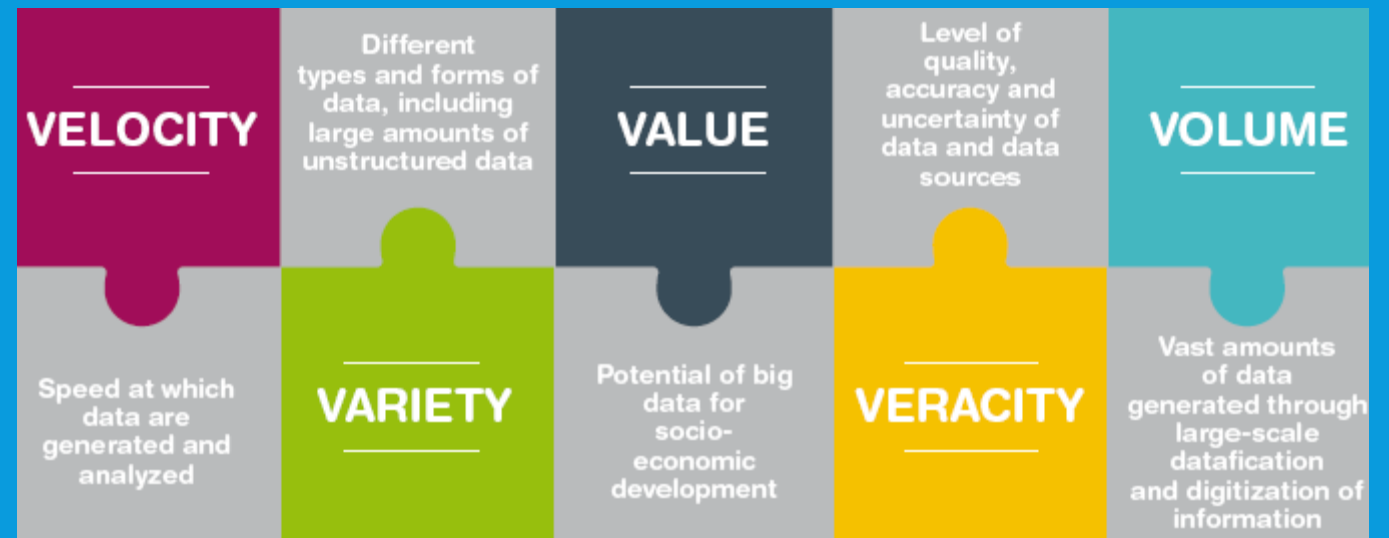 VELOCITY
Speed at which
data are
generated and
analyzed
Different
types and forms of
data, including
large amounts of
unstructured data
VARIETY
VALUE
Potential of big
data for
socio-
economic
development
Level of
quality,
accuracy and
uncertainty of
data and data
sources
VERACITY
VOLUME
Vast amounts
of data
generated through
large-scale
datafication
and digitization of
information